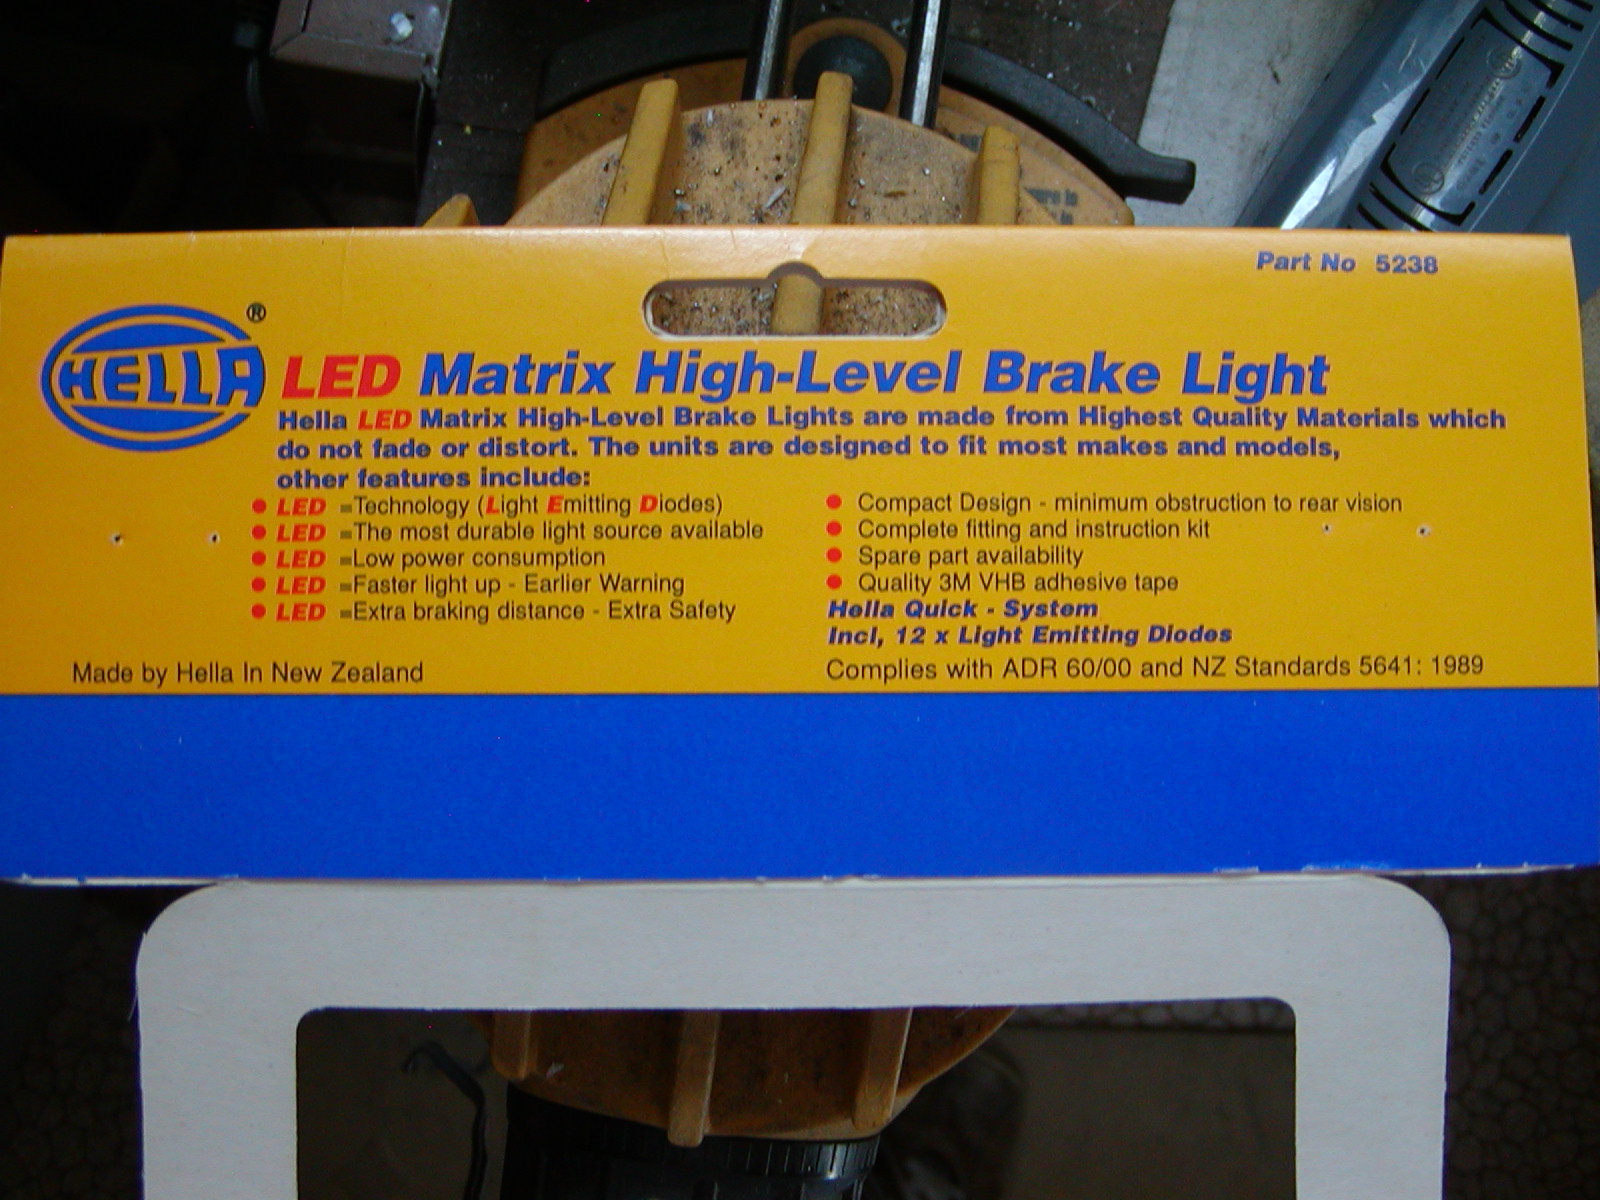 Part No 5238
HELLA®
LED Matrix High-Level Brake Light
Hella LED Matrix High-Level Brake Lights are made from Highest Quality Materials which
do not fade or distort. The units are designed to fit most makes and models,
other features include:
● LED =Technology (Light Emitting Diodes)
● LED =The most durable light source available
● LED =Low power consumption
● LED =Faster light up - Earlier Warning
● LED =Extra braking distance - Extra Safety
● Compact Design - minimum obstruction to rear vision
● Complete fitting and instruction kit
● Spare part availability
● Quality 3M VHB adhesive tape
Hella Quick - System
Incl, 12 x Light Emitting Diodes
Made by Hella In New Zealand
Complies with ADR 60/00 and NZ Standards 5641: 1989